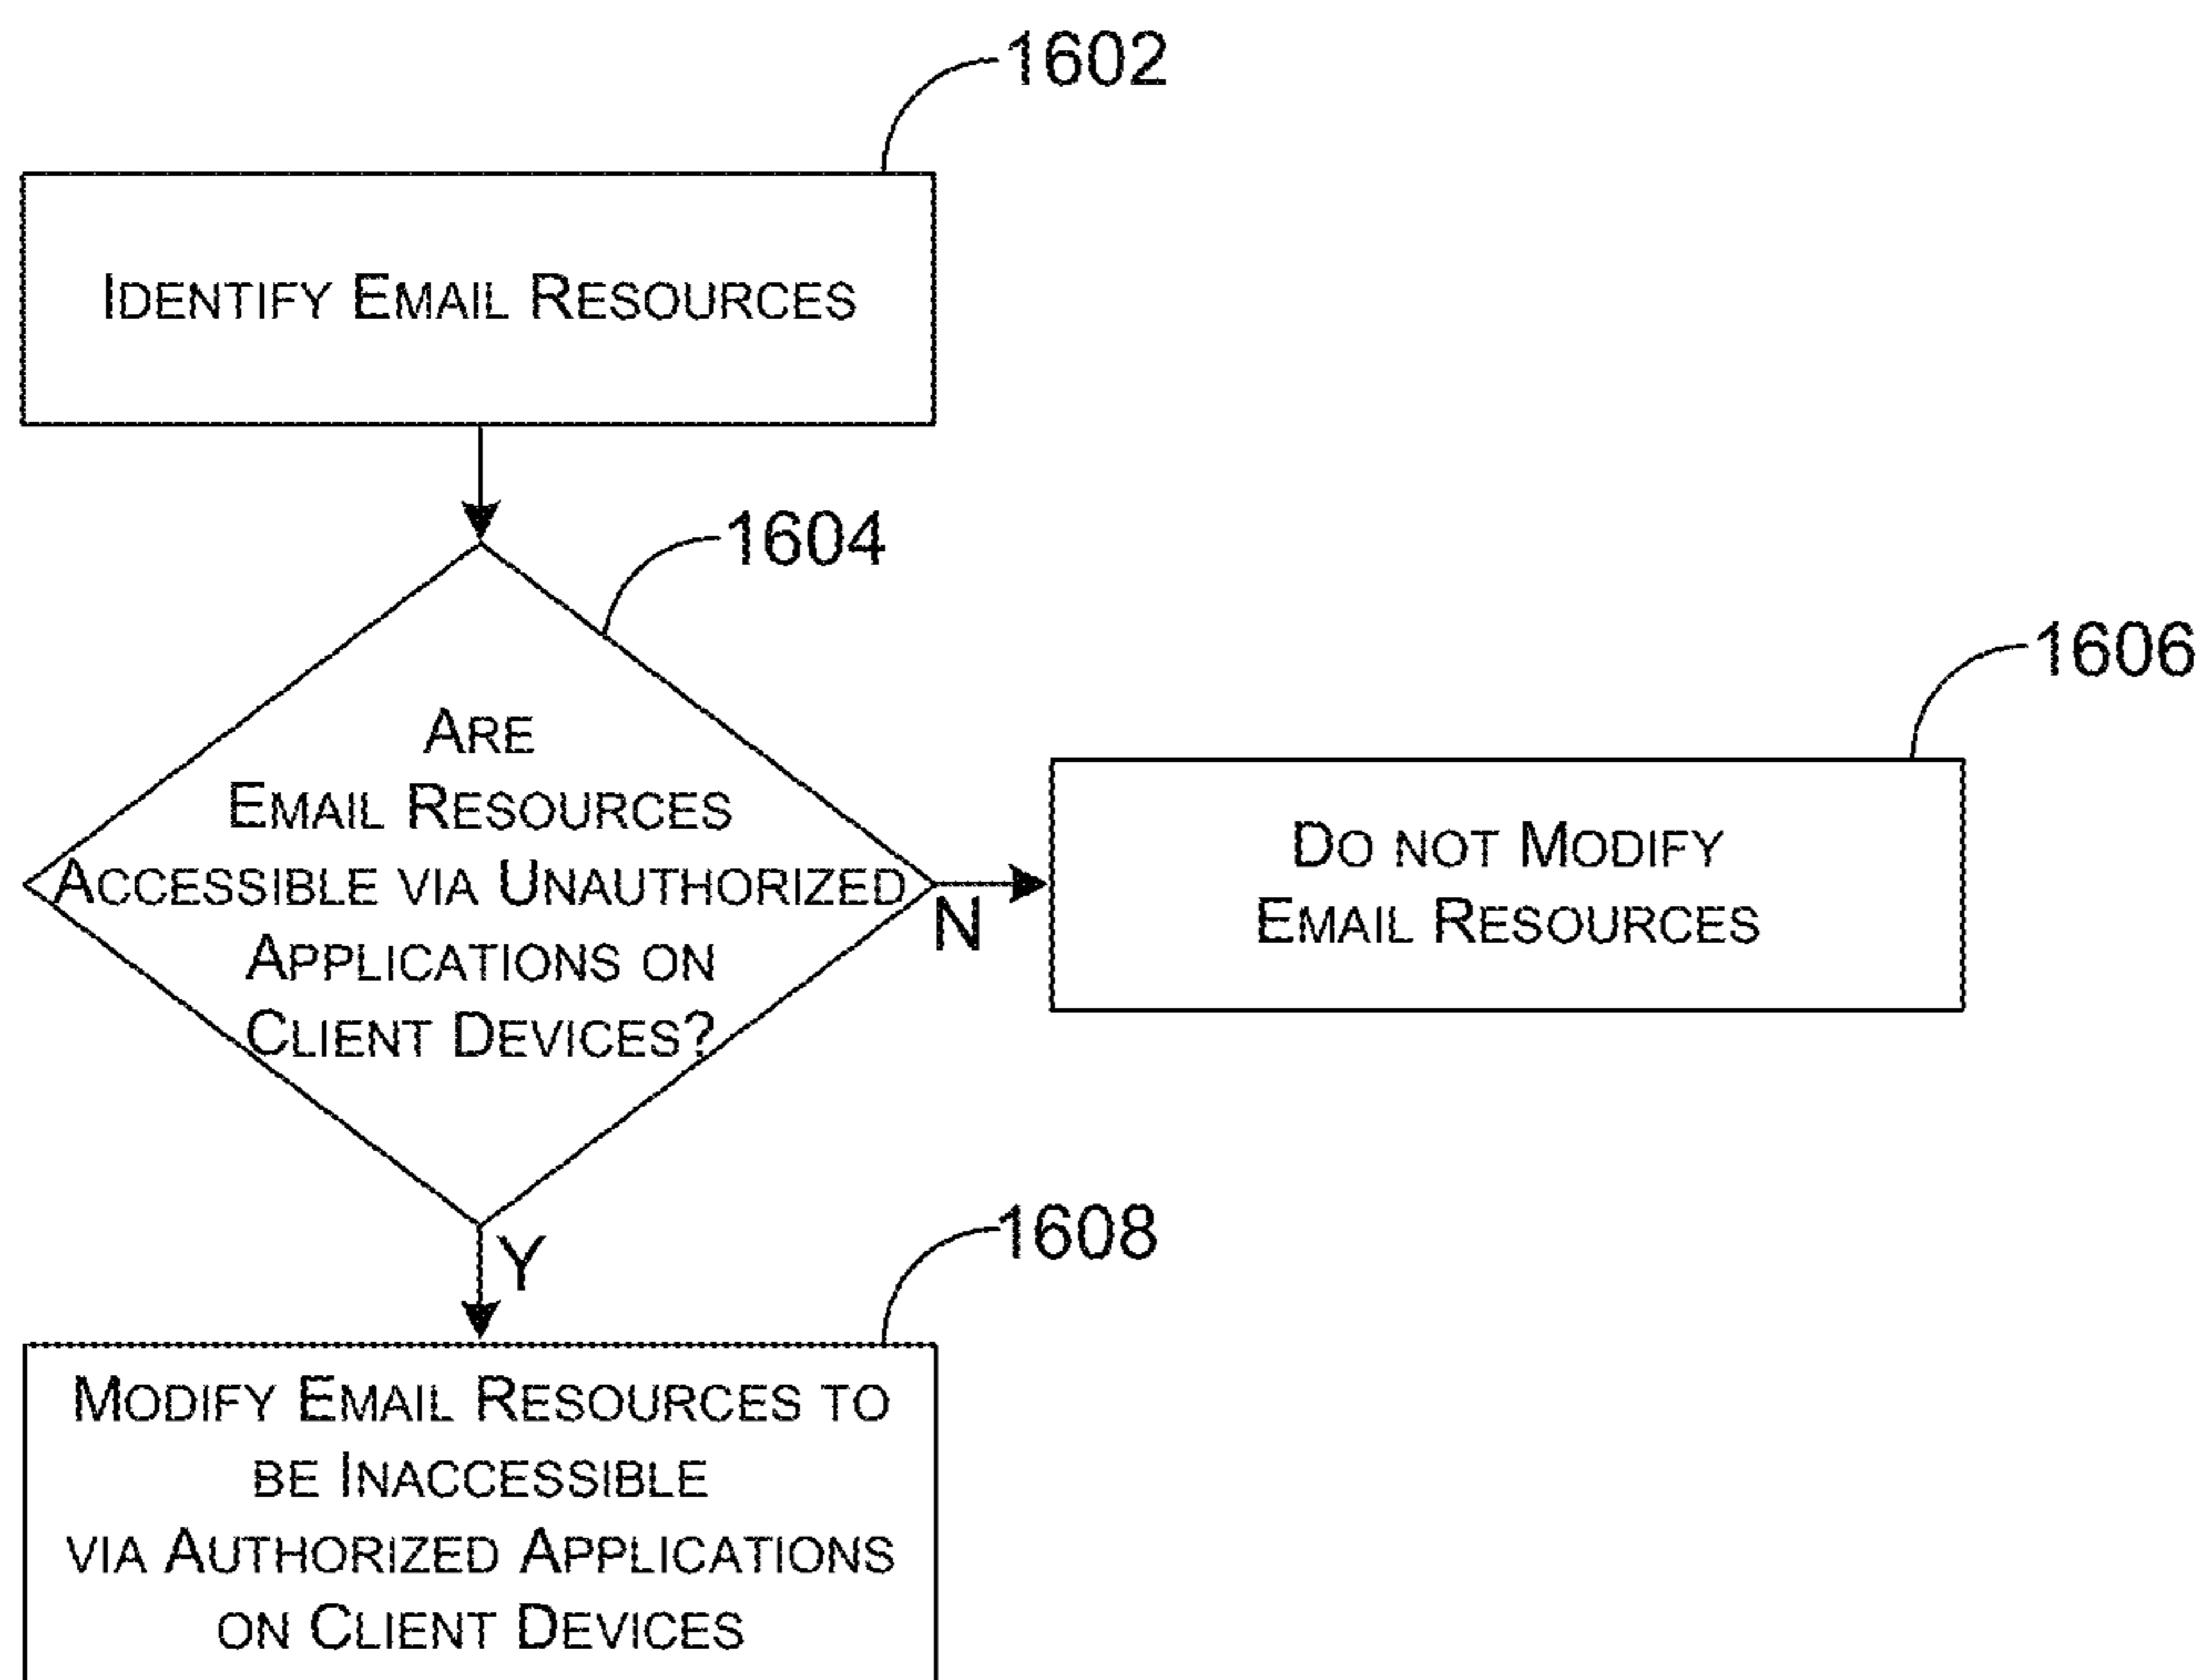 1602
IDENTIFY EMAIL RESOURCES
1604
ARE
EMAIL RESOURCES
ACCESSIBLE VIA UNAUTHORIZED
APPLICATIONS ON
CLIENT DEVICES?
N
1606
DO NOT MODIFY
EMAIL RESOURCES
Y
1608
MODIFY EMAIL RESOURCES TO
BE INACCESSIBLE
VIA AUTHORIZED APPLICATIONS
ON CLIENT DEVICES